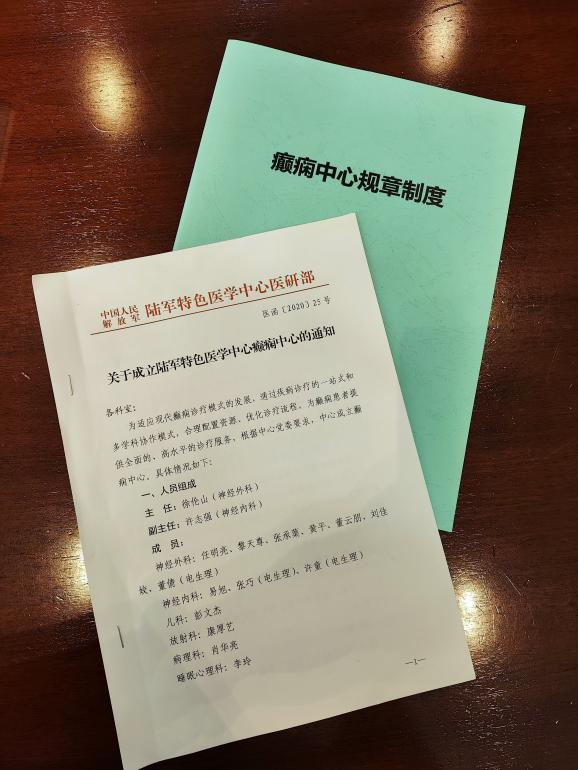 癫痫中心规章制度
中国人民解放军 陆军特色医学中心医研部
医函〔2020〕25号
关于成立陆军特色医学中心癫痫中心的通知
各科室：
为适应现代癫痫诊疗模式的发展，透过疾病诊疗的一站式和
多学科协作模式，合理配置资源、优化诊疗流程，为癫痫患者提
供全面的、高水平的诊疗服务，根据中心党委要求，中心成立癫
痫中心，具体情况如下：
一、人员组成
主　任：徐伦山（神经外科）
副主任：许志强（神经内科）
成　员：
神经外科：任明亮、黎天尊、张承蒙、黄平、董云朋、刘佳
效、董倩（电生理）
神经内科：易旭、张巧（电生理）、许童（电生理）
儿科：彭文杰
放射科：康厚艺
病理科：肖华亮
睡眠心理科：李玲
—1—